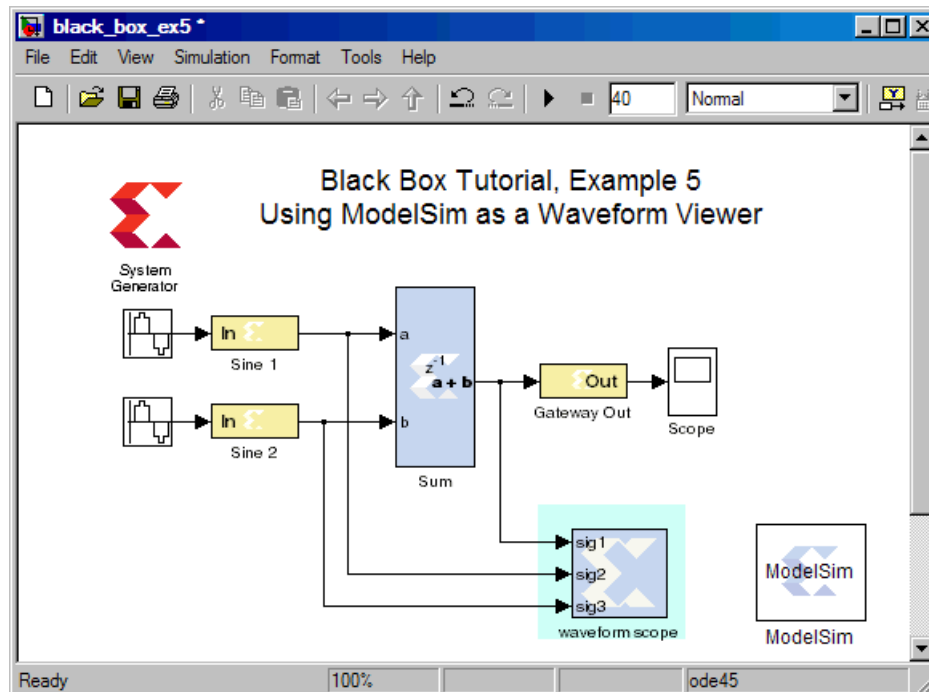 black_box_ex5 *
File Edit View Simulation Format Tools Help
40 Normal
Black Box Tutorial, Example 5
Using ModelSim as a Waveform Viewer
System
Generator
In
Sine 1
In
Sine 2
a
b
z-1
a + b
Sum
Out
Gateway Out
Scope
sig1
sig2
sig3
waveform scope
ModelSim
ModelSim
Ready 100% ode45